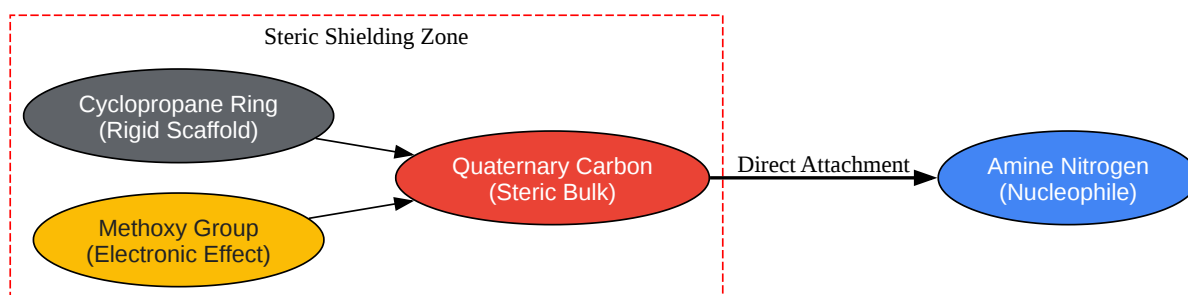 Steric Shielding Zone
Cyclopropane Ring
(Rigid Scaffold)
Methoxy Group
(Electronic Effect)
Quaternary Carbon
(Steric Bulk)
Direct Attachment
Amine Nitrogen
(Nucleophile)